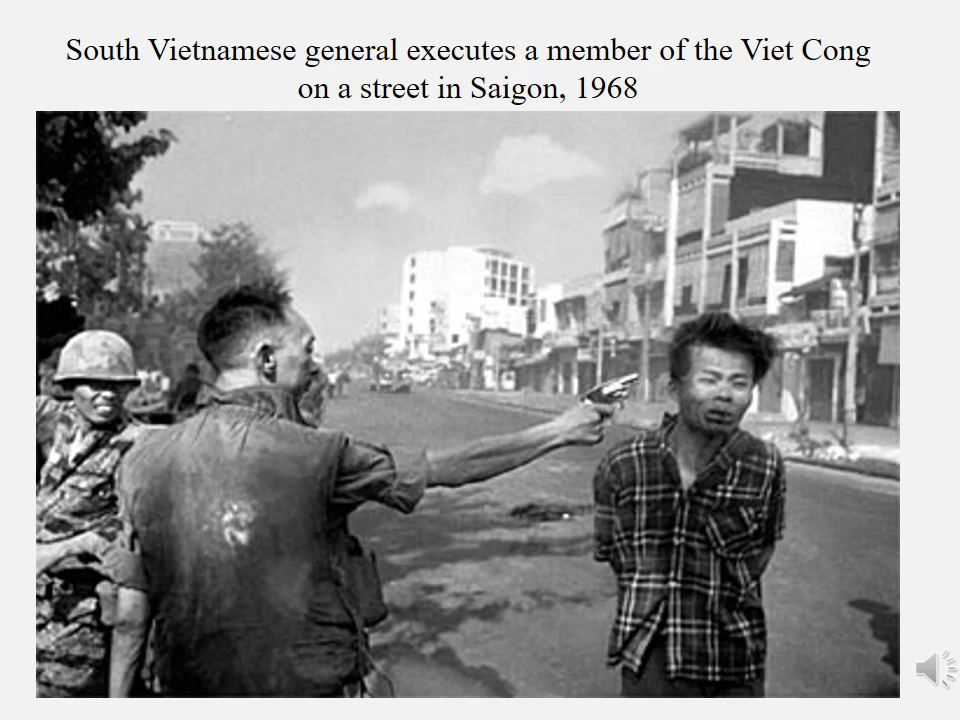 South Vietnamese general executes a member of the Viet Cong
on a street in Saigon, 1968